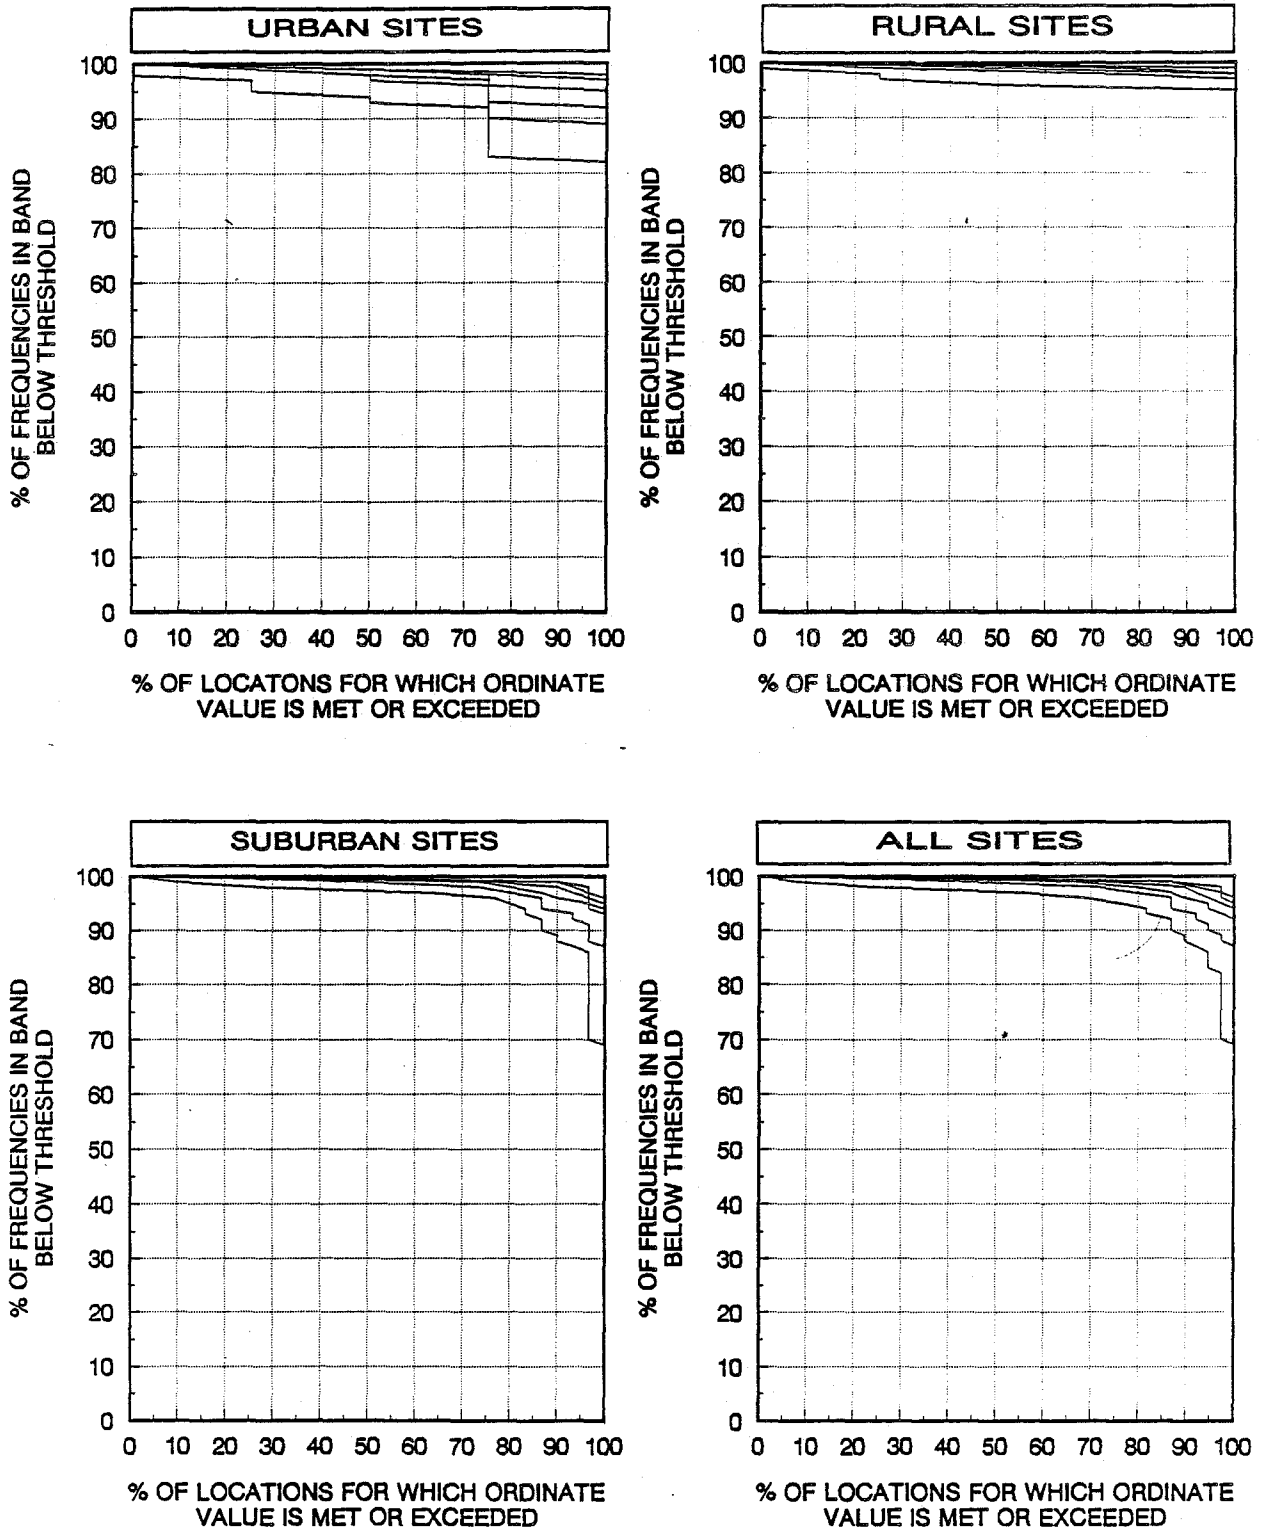 URBAN SITES
% OF FREQUENCIES IN BAND
BELOW THRESHOLD
100
90
80
70
60
50
40
30
20
10
0
0 10 20 30 40 50 60 70 80 90 100
% OF LOCATONS FOR WHICH ORDINATE
VALUE IS MET OR EXCEEDED
RURAL SITES
% OF FREQUENCIES IN BAND
BELOW THRESHOLD
100
90
80
70
60
50
40
30
20
10
0
0 10 20 30 40 50 60 70 80 90 100
% OF LOCATIONS FOR WHICH ORDINATE
VALUE IS MET OR EXCEEDED
SUBURBAN SITES
% OF FREQUENCIES IN BAND
BELOW THRESHOLD
100
90
80
70
60
50
40
30
20
10
0
0 10 20 30 40 50 60 70 80 90 100
% OF LOCATIONS FOR WHICH ORDINATE
VALUE IS MET OR EXCEEDED
ALL SITES
% OF FREQUENCIES IN BAND
BELOW THRESHOLD
100
90
80
70
60
50
40
30
20
10
0
0 10 20 30 40 50 60 70 80 90 100
% OF LOCATIONS FOR WHICH ORDINATE
VALUE IS MET OR EXCEEDED